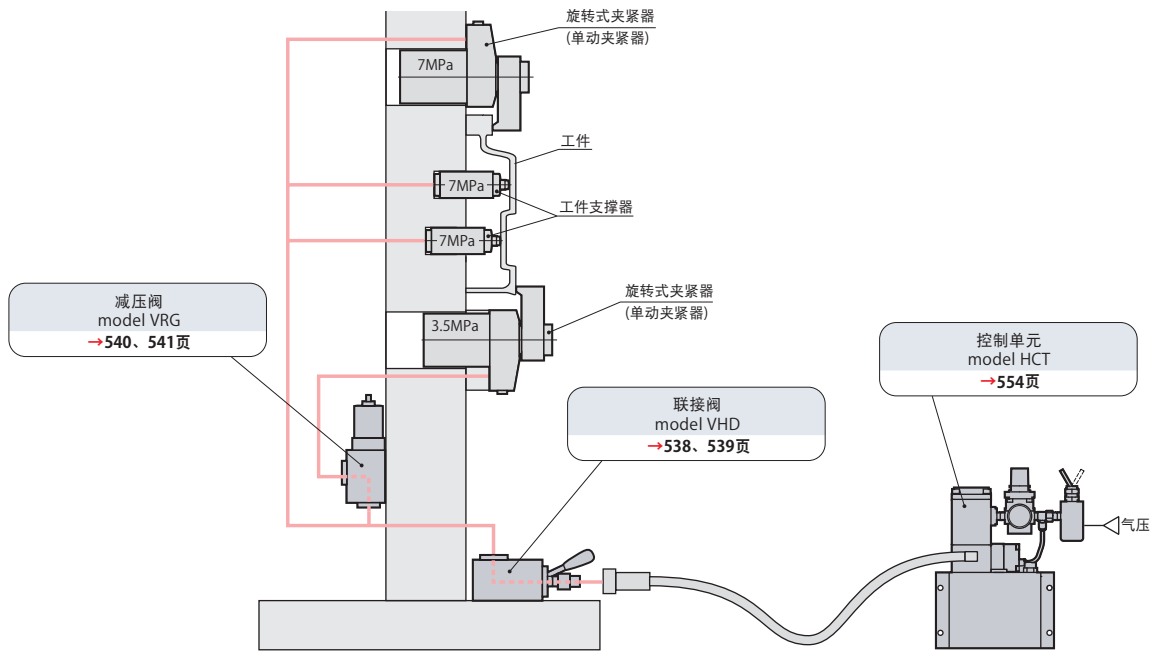 旋转式夹紧器
(单动夹紧器)
7MPa
工件
7MPa
工件支撑器
7MPa
减压阀
model VRG
→540、541页
旋转式夹紧器
(单动夹紧器)
3.5MPa
控制单元
model HCT
→554页
联接阀
model VHD
→538、539页
气压